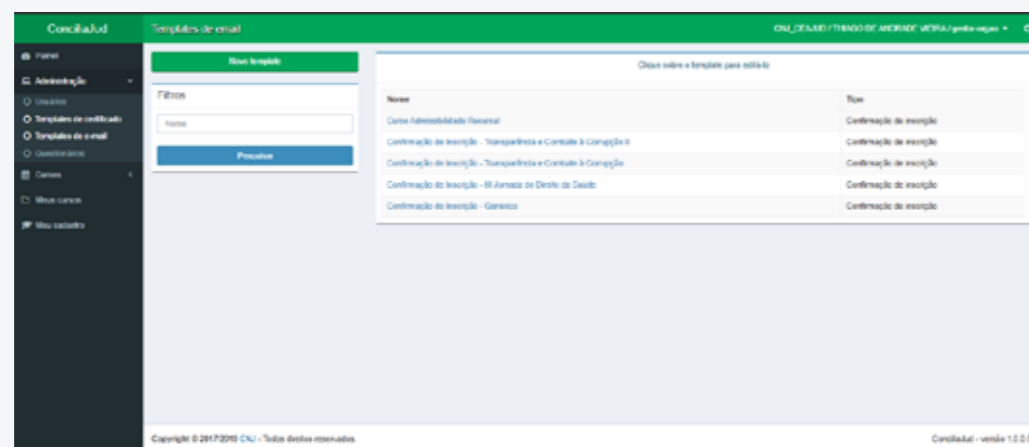 ConciliaJud
Templates de email
CNJ_CEAJUD / THIAGO DE ANDRADE VIEIRA / gestor-orgao
Painel
Administração
Usuários
Templates de certificado
Templates de e-mail
Questionários
Cursos
Meus cursos
Meu cadastro
Novo template
Filtros
Nome
Pesquisar
Clique sobre o template para editá-lo
Nome Tipo
Curso Admissibilidade Recursal Confirmação de inscrição
Confirmação de Inscrição - Transparência e Combate à Corrupção II Confirmação de inscrição
Confirmação de Inscrição - Transparência e Combate à Corrupção Confirmação de inscrição
Confirmação de Inscrição - III Jornada de Direito da Saúde Confirmação de inscrição
Confirmação de Inscrição - Genérico Confirmação de inscrição
Copyright © 2017/2019 CNJ - Todos direitos reservados.
ConciliaJud - versão